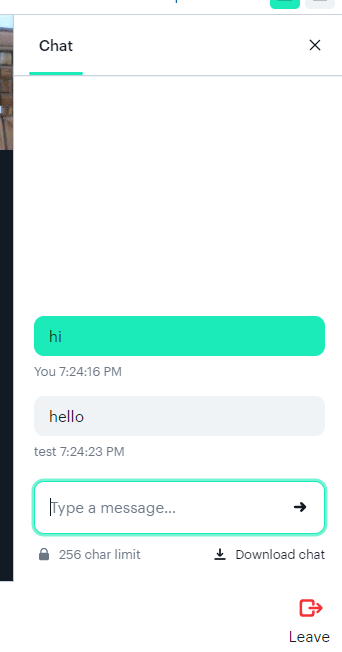 Chat
hi
You 7:24:16 PM
hello
test 7:24:23 PM
Type a message...
256 char limit
Download chat
Leave